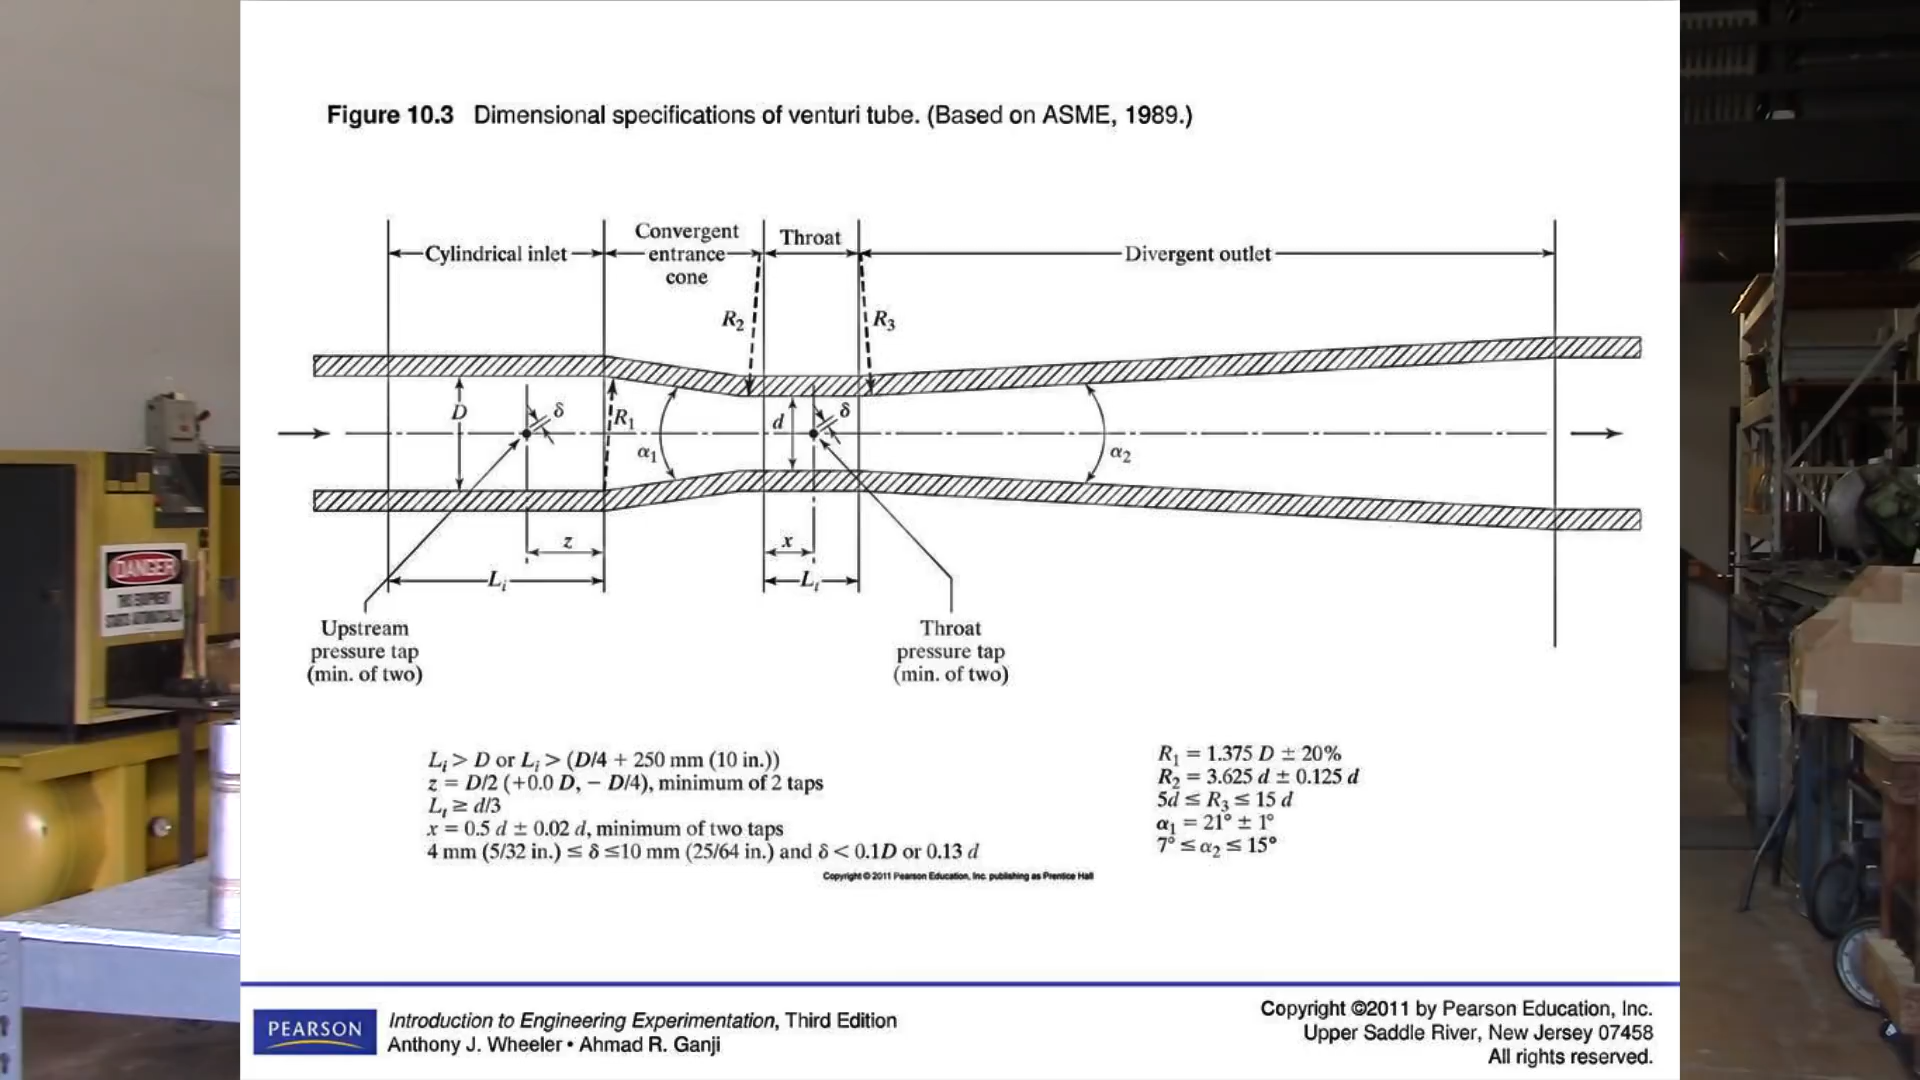 Figure 10.3 Dimensional specifications of venturi tube. (Based on ASME, 1989.)
Cylindrical inlet
Convergent
entrance
cone
Throat
Divergent outlet
R2
R3
D
δ
R1
α1
d
δ
α2
z
x
Li
Lt
Upstream
pressure tap
(min. of two)
Throat
pressure tap
(min. of two)
DANGER
THIS EQUIPMENT
STARTS AUTOMATICALLY
Li > D or Li > (D/4 + 250 mm (10 in.))
z = D/2 (+0.0 D, − D/4), minimum of 2 taps
Lt ≥ d/3
x = 0.5 d ± 0.02 d, minimum of two taps
4 mm (5/32 in.) ≤ δ ≤10 mm (25/64 in.) and δ < 0.1D or 0.13 d
R1 = 1.375 D ± 20%
R2 = 3.625 d ± 0.125 d
5d ≤ R3 ≤ 15 d
α1 = 21° ± 1°
7° ≤ α2 ≤ 15°
Copyright © 2011 Pearson Education, Inc. publishing as Prentice Hall
PEARSON
Introduction to Engineering Experimentation, Third Edition
Anthony J. Wheeler • Ahmad R. Ganji
Copyright ©2011 by Pearson Education, Inc.
Upper Saddle River, New Jersey 07458
All rights reserved.